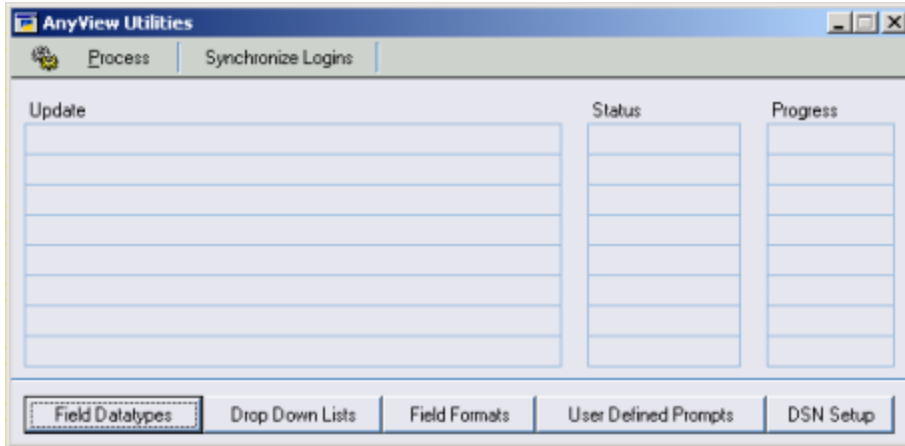 AnyView Utilities
Process Synchronize Logins
Update Status Progress
Field Datatypes Drop Down Lists Field Formats User Defined Prompts DSN Setup